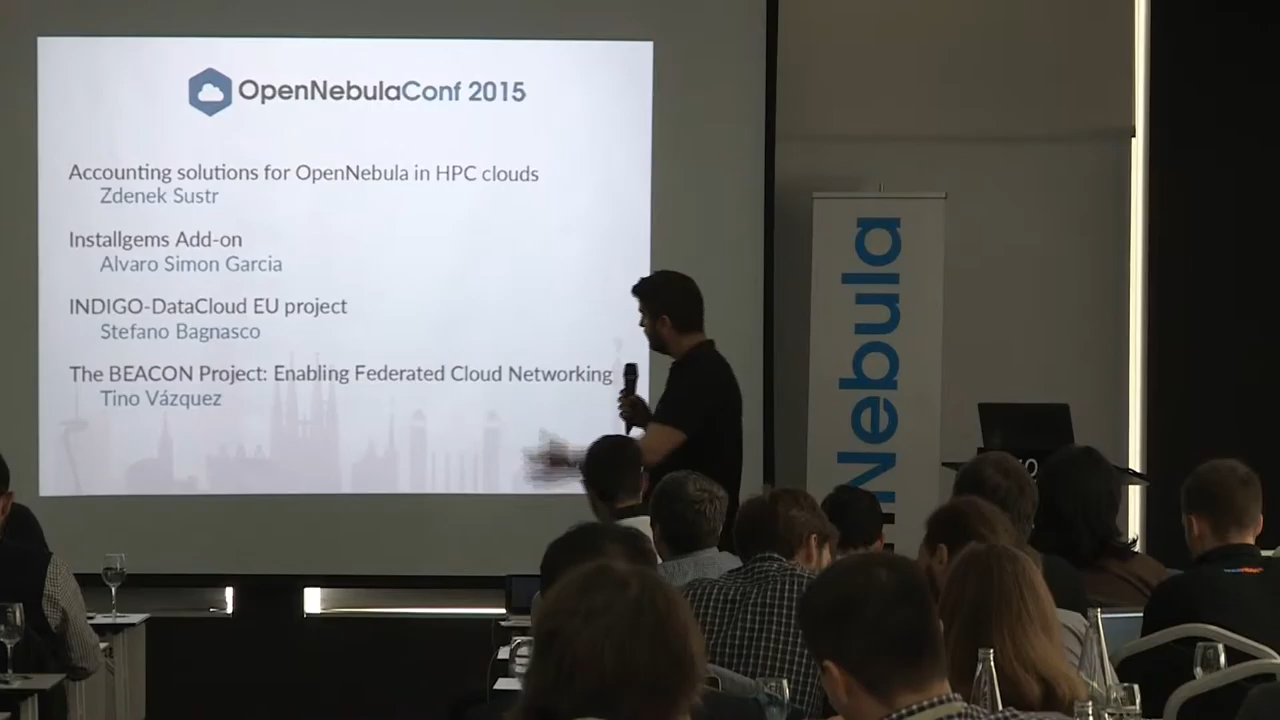 OpenNebulaConf 2015
Accounting solutions for OpenNebula in HPC clouds
Zdenek Sustr
Installgems Add-on
Alvaro Simon Garcia
INDIGO-DataCloud EU project
Stefano Bagnasco
The BEACON Project: Enabling Federated Cloud Networking
Tino Vázquez
Nebula